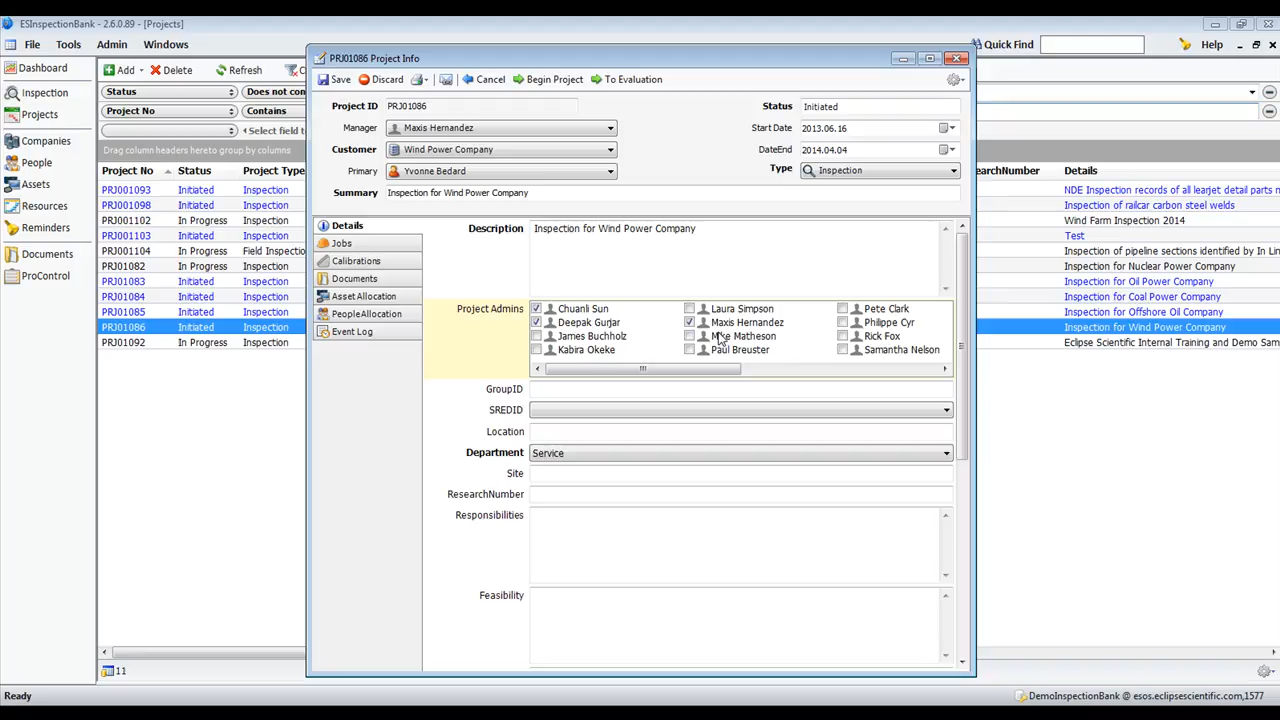 ESInspectionBank - 2.6.0.89 - [Projects]
File Tools Admin Windows
Quick Find
Help
Dashboard
Inspection
Projects
Companies
People
Assets
Resources
Reminders
Documents
ProControl
Add Delete Refresh
Status Does not con
Project No Contains
Select field t
Drag column headers here to group by columns
Project No Status Project Type
PRJ001093 Initiated Inspection
PRJ001098 Initiated Inspection
PRJ001102 In Progress Inspection
PRJ001103 Initiated Inspection
PRJ001104 In Progress Field Inspection
PRJ01082 In Progress Inspection
PRJ01083 Initiated Inspection
PRJ01084 Initiated Inspection
PRJ01085 Initiated Inspection
PRJ01086 Initiated Inspection
PRJ01092 In Progress Inspection
11
PRJ01086 Project Info
Save Discard Cancel Begin Project To Evaluation
Project ID PRJ01086 Status Initiated
Manager Maxis Hernandez Start Date 2013.06.16
Customer Wind Power Company DateEnd 2014.04.04
Primary Yvonne Bedard Type Inspection
Summary Inspection for Wind Power Company
Details
Jobs
Calibrations
Documents
Asset Allocation
PeopleAllocation
Event Log
Description Inspection for Wind Power Company
Project Admins Chuanli Sun Laura Simpson Pete Clark
Deepak Gurjar Maxis Hernandez Philippe Cyr
James Buchholz Mike Matheson Rick Fox
Kabira Okeke Paul Breuster Samantha Nelson
GroupID
SREDID
Location
Department Service
Site
ResearchNumber
Responsibilities
Feasibility
searchNumber Details
NDE Inspection records of all learjet detail parts n
Inspection of railcar carbon steel welds
Wind Farm Inspection 2014
Test
Inspection of pipeline sections identified by In Lin
Inspection for Nuclear Power Company
Inspection for Oil Power Company
Inspection for Coal Power Company
Inspection for Offshore Oil Company
Inspection for Wind Power Company
Eclipse Scientific Internal Training and Demo Sam
Ready
DemoInspectionBank @ esos.eclipsescientific.com,1577